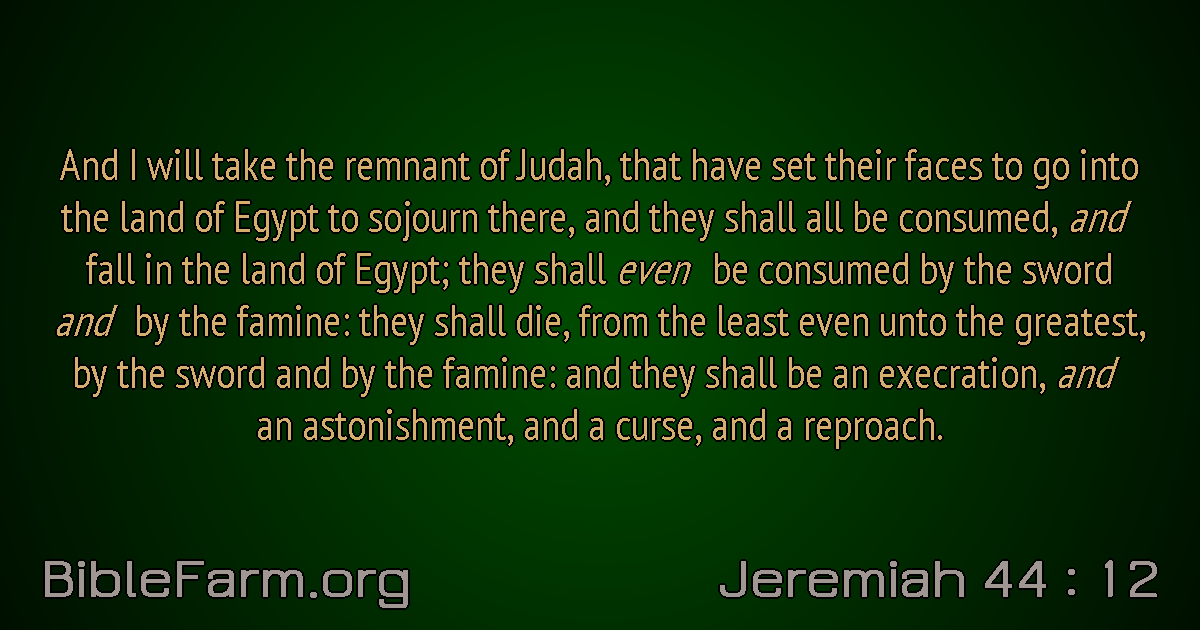 And I will take the remnant of Judah, that have set their faces to go into
the land of Egypt to sojourn there, and they shall all be consumed, and
fall in the land of Egypt; they shall even be consumed by the sword
and by the famine: they shall die, from the least even unto the greatest,
by the sword and by the famine: and they shall be an execration, and
an astonishment, and a curse, and a reproach.
BibleFarm.org
Jeremiah 44 : 12